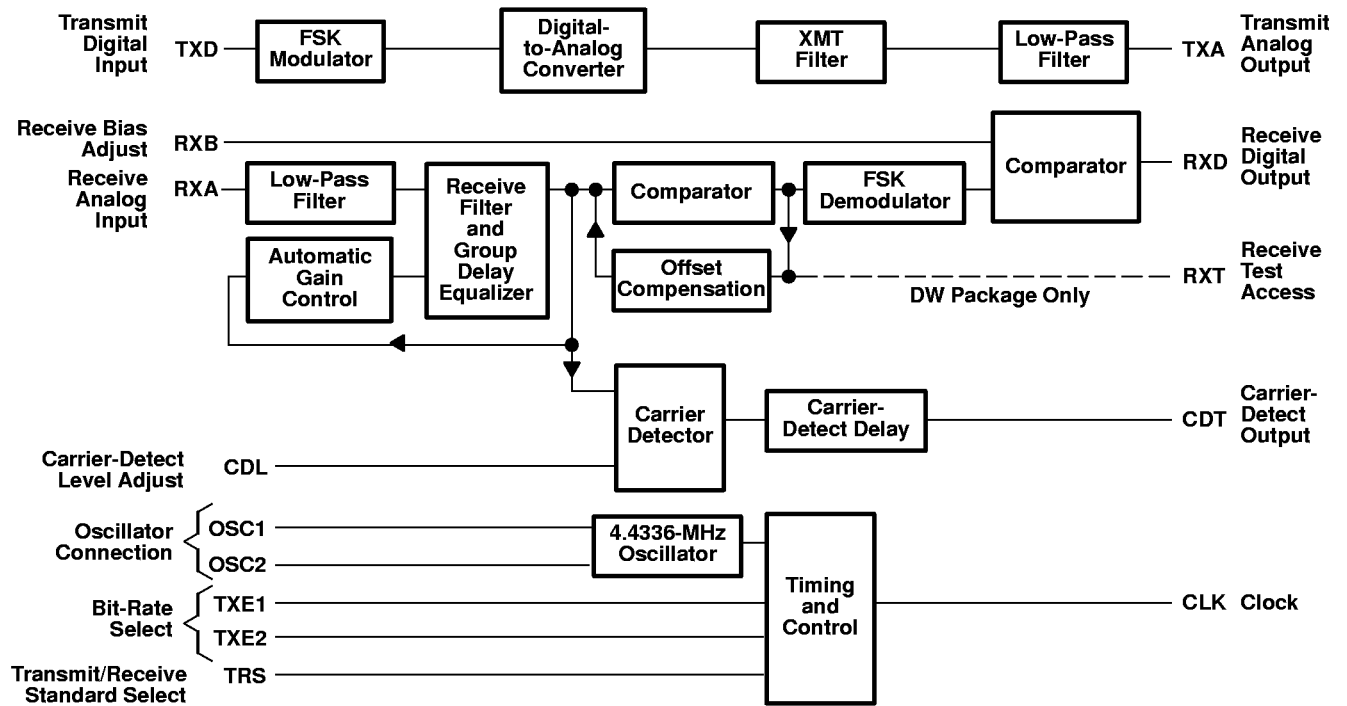 Transmit
Digital
Input
TXD
FSK
Modulator
Digital-
to-Analog
Converter
XMT
Filter
Low-Pass
Filter
TXA
Transmit
Analog
Output
Receive Bias
Adjust
RXB
Comparator
RXD
Receive
Digital
Output
Receive
Analog
Input
RXA
Low-Pass
Filter
Receive
Filter
and
Group
Delay
Equalizer
Comparator
FSK
Demodulator
Automatic
Gain
Control
Offset
Compensation
DW Package Only
RXT
Receive
Test
Access
Carrier
Detector
Carrier-
Detect Delay
CDT
Carrier-
Detect
Output
Carrier-Detect
Level Adjust
CDL
Oscillator
Connection
OSC1
OSC2
4.4336-MHz
Oscillator
Bit-Rate
Select
TXE1
TXE2
Timing
and
Control
CLK Clock
Transmit/Receive
Standard Select
TRS